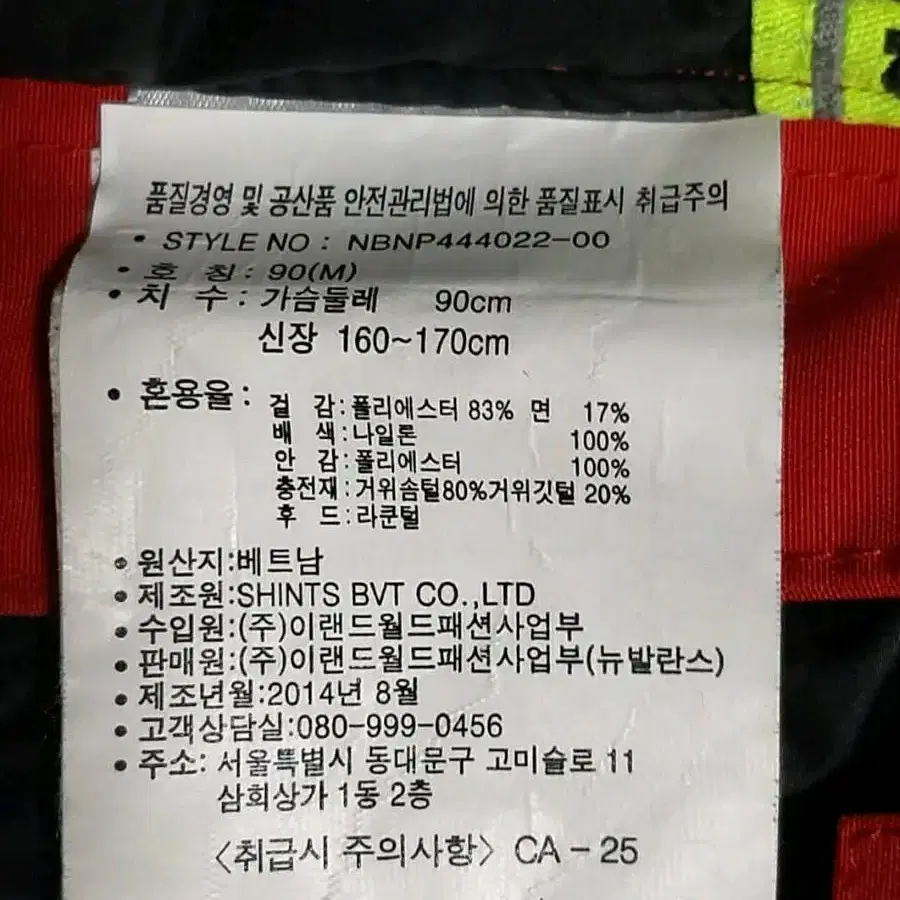 품질경영 및 공산품 안전관리법에 의한 품질표시 취급주의
• STYLE NO : NBNP444022-00
• 호 칭 : 90(M)
• 치 수 : 가슴둘레 90cm
신장 160~170cm
• 혼용율 : 겉 감 : 폴리에스터 83% 면 17%
배 색 : 나일론 100%
안 감 : 폴리에스터 100%
충전재 : 거위솜털80%거위깃털 20%
후 드 : 라쿤털
• 원산지:베트남
• 제조원:SHINTS BVT CO.,LTD
• 수입원:(주)이랜드월드패션사업부
• 판매원:(주)이랜드월드패션사업부(뉴발란스)
• 제조년월:2014년 8월
• 고객상담실:080-999-0456
• 주소: 서울특별시 동대문구 고미술로 11
삼희상가 1동 2층
<취급시 주의사항> CA - 25